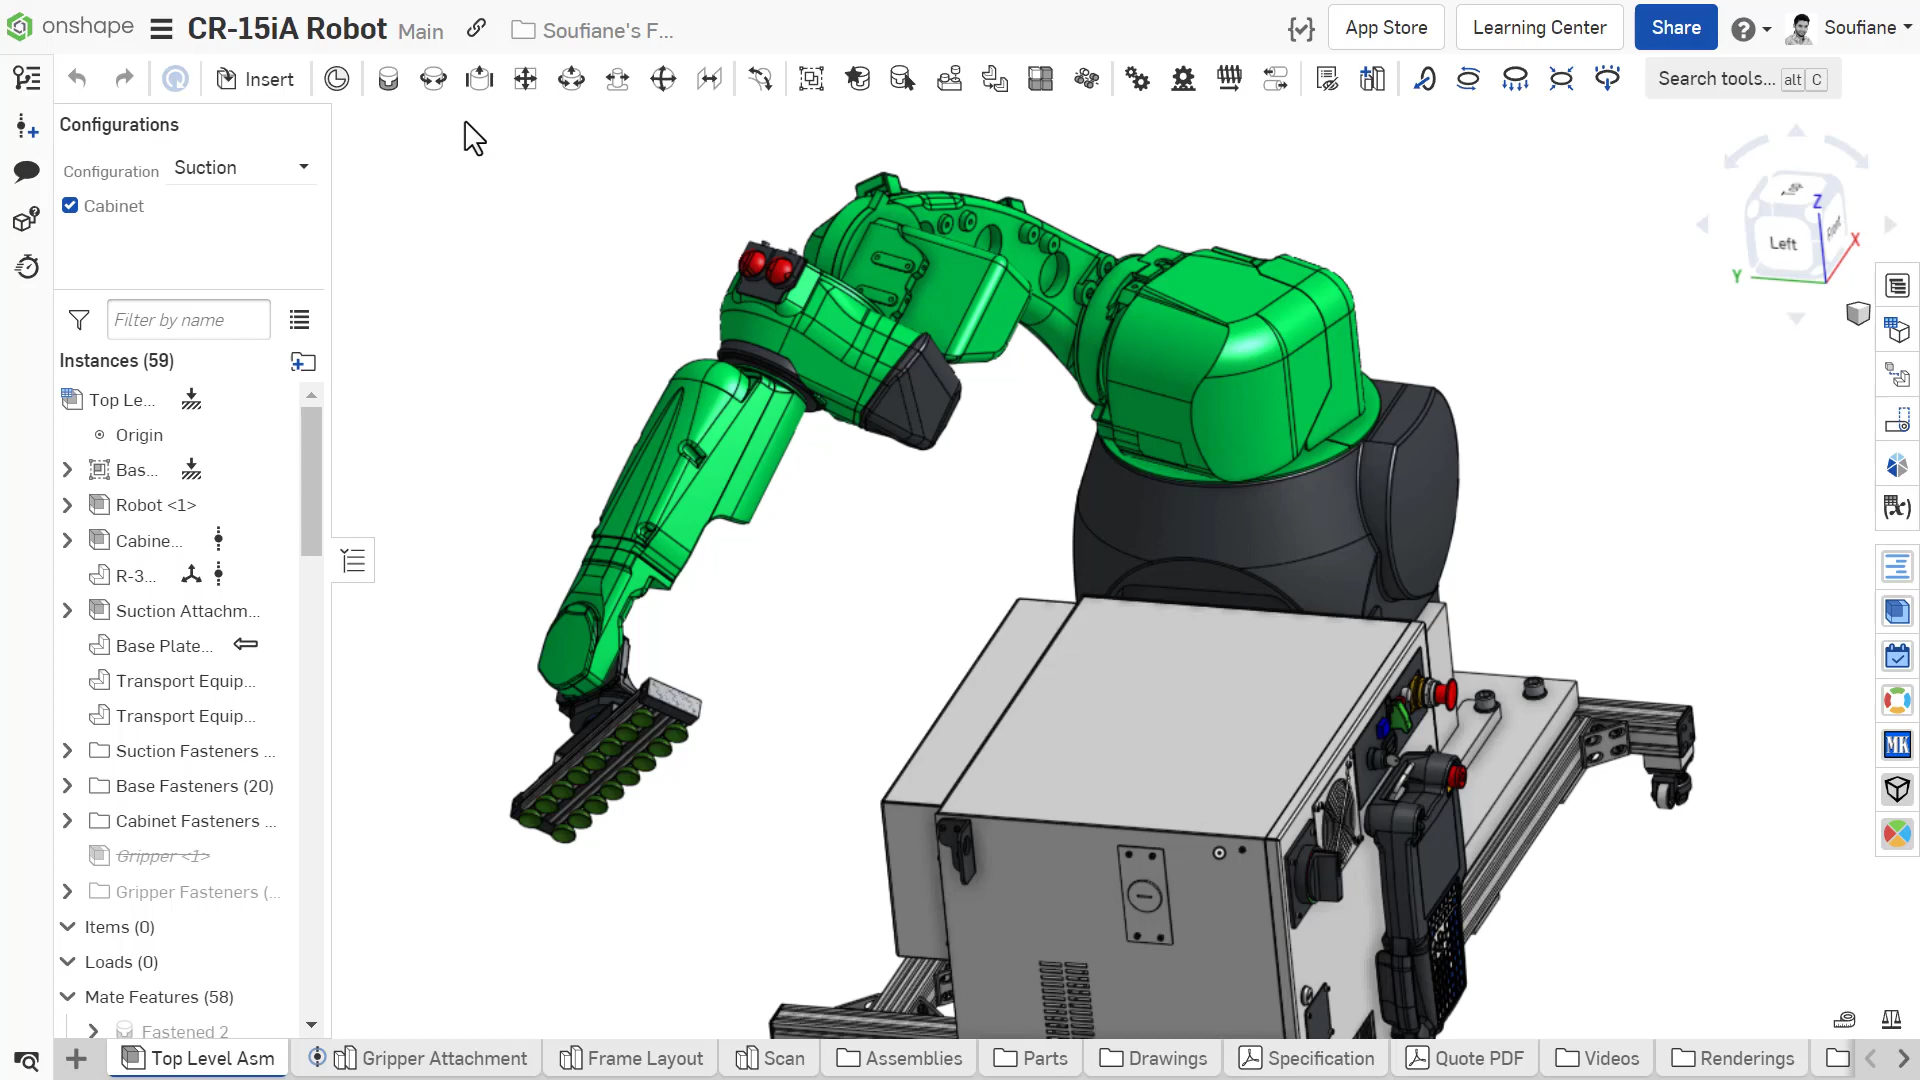 onshape
CR-15iA Robot Main Soufiane's F...
App Store
Learning Center
Share
Soufiane
Insert
Search tools... alt C
Configurations
Configuration Suction
Cabinet
Filter by name
Instances (59)
Top Le...
Origin
Bas...
Robot <1>
Cabine...
R-3...
Suction Attachm...
Base Plate...
Transport Equip...
Transport Equip...
Suction Fasteners ...
Base Fasteners (20)
Cabinet Fasteners ...
Gripper <1>
Gripper Fasteners (...
Items (0)
Loads (0)
Mate Features (58)
Fastened 2
Left
Z
X
Y
MK
(x)
Top Level Asm
Gripper Attachment
Frame Layout
Scan
Assemblies
Parts
Drawings
Specification
Quote PDF
Videos
Renderings